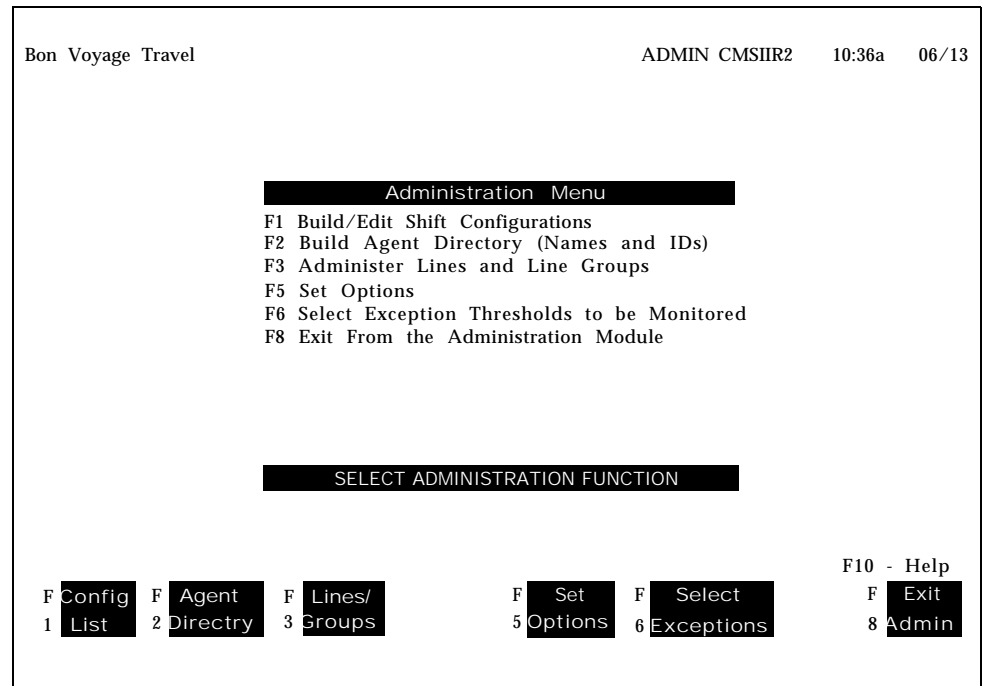 Bon Voyage Travel ADMIN CMSIIR2 10:36a 06/13
Administration Menu
F1 Build/Edit Shift Configurations
F2 Build Agent Directory (Names and IDs)
F3 Administer Lines and Line Groups
F5 Set Options
F6 Select Exception Thresholds to be Monitored
F8 Exit From the Administration Module
SELECT ADMINISTRATION FUNCTION
F10 - Help
F Config F Agent F Lines/ F Set F Select F Exit
1 List 2 Directry 3 Groups 5 Options 6 Exceptions 8 Admin